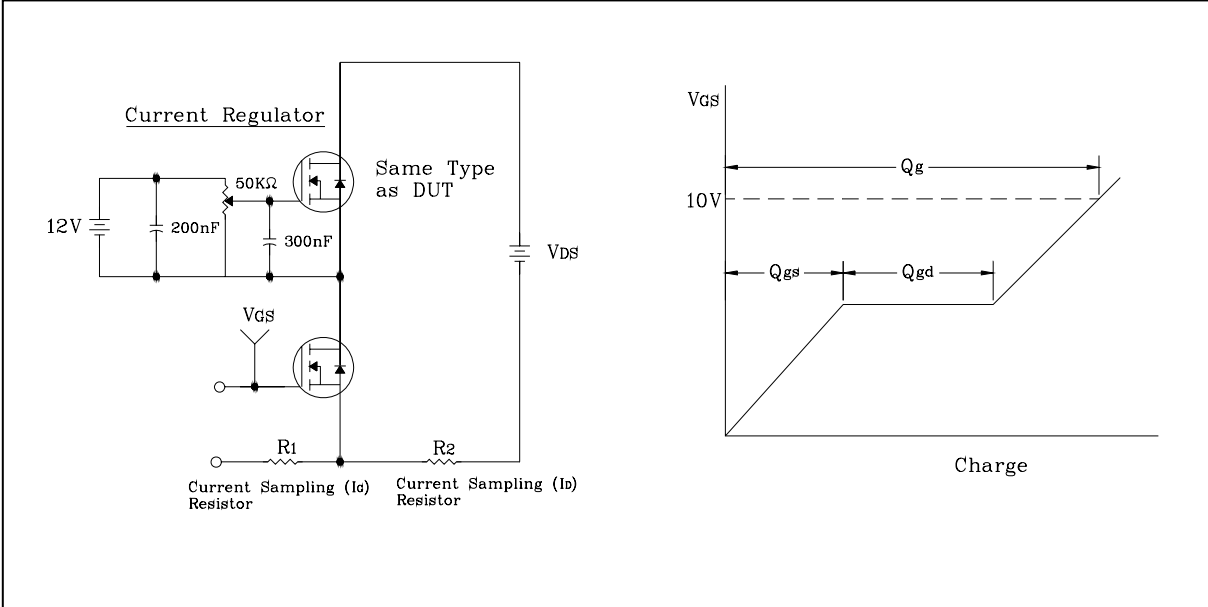 Current Regulator
Same Type
as DUT
50KΩ
12V
200nF
300nF
VDS
VGS
R1
R2
Current Sampling (IG)
Resistor
Current Sampling (ID)
Resistor
VGS
Qg
10V
Qgs
Qgd
Charge